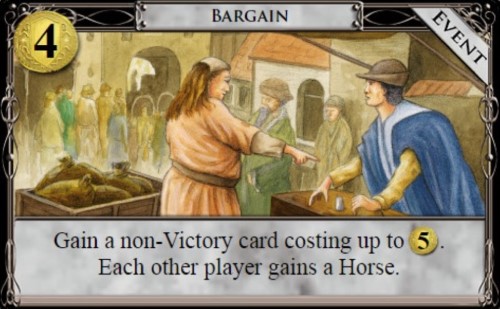 BARGAIN
4
EVENT
Gain a non-Victory card costing up to 5.
Each other player gains a Horse.